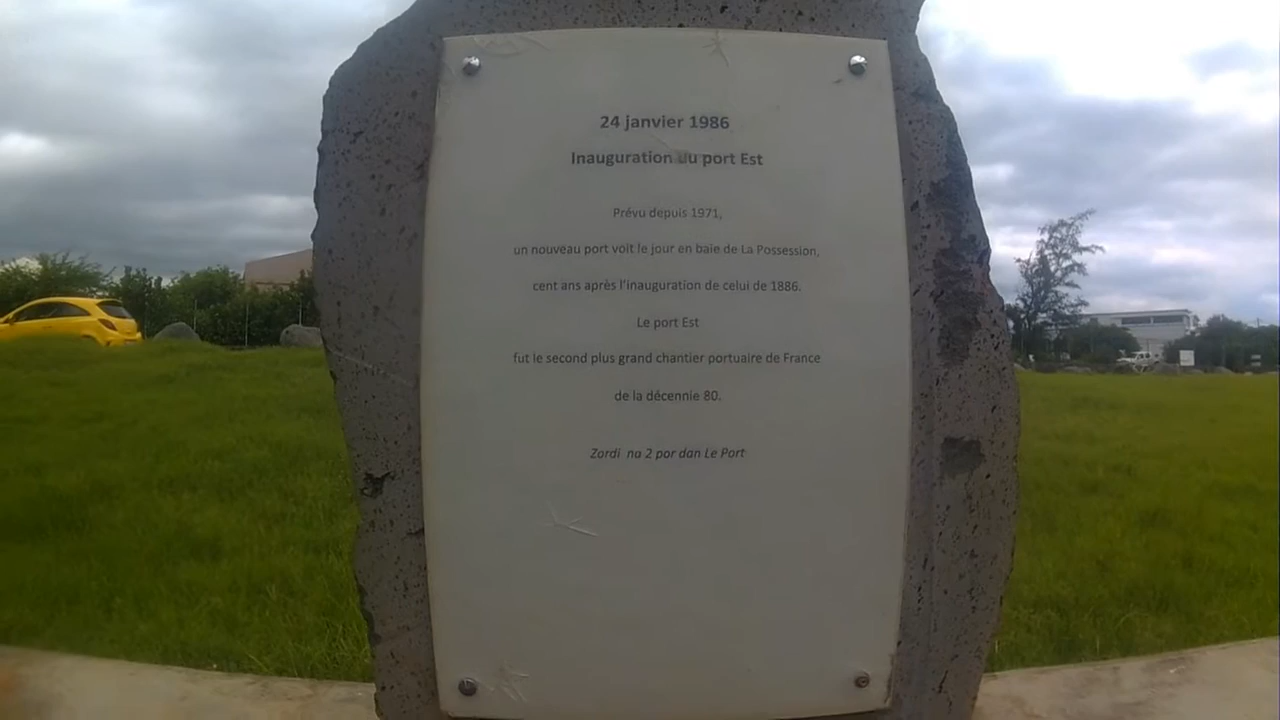 24 janvier 1986
Inauguration du port Est
Prévu depuis 1971,
un nouveau port voit le jour en baie de La Possession,
cent ans après l'inauguration de celui de 1886.
Le port Est
fut le second plus grand chantier portuaire de France
de la décennie 80.
Zordi na 2 por dan Le Port